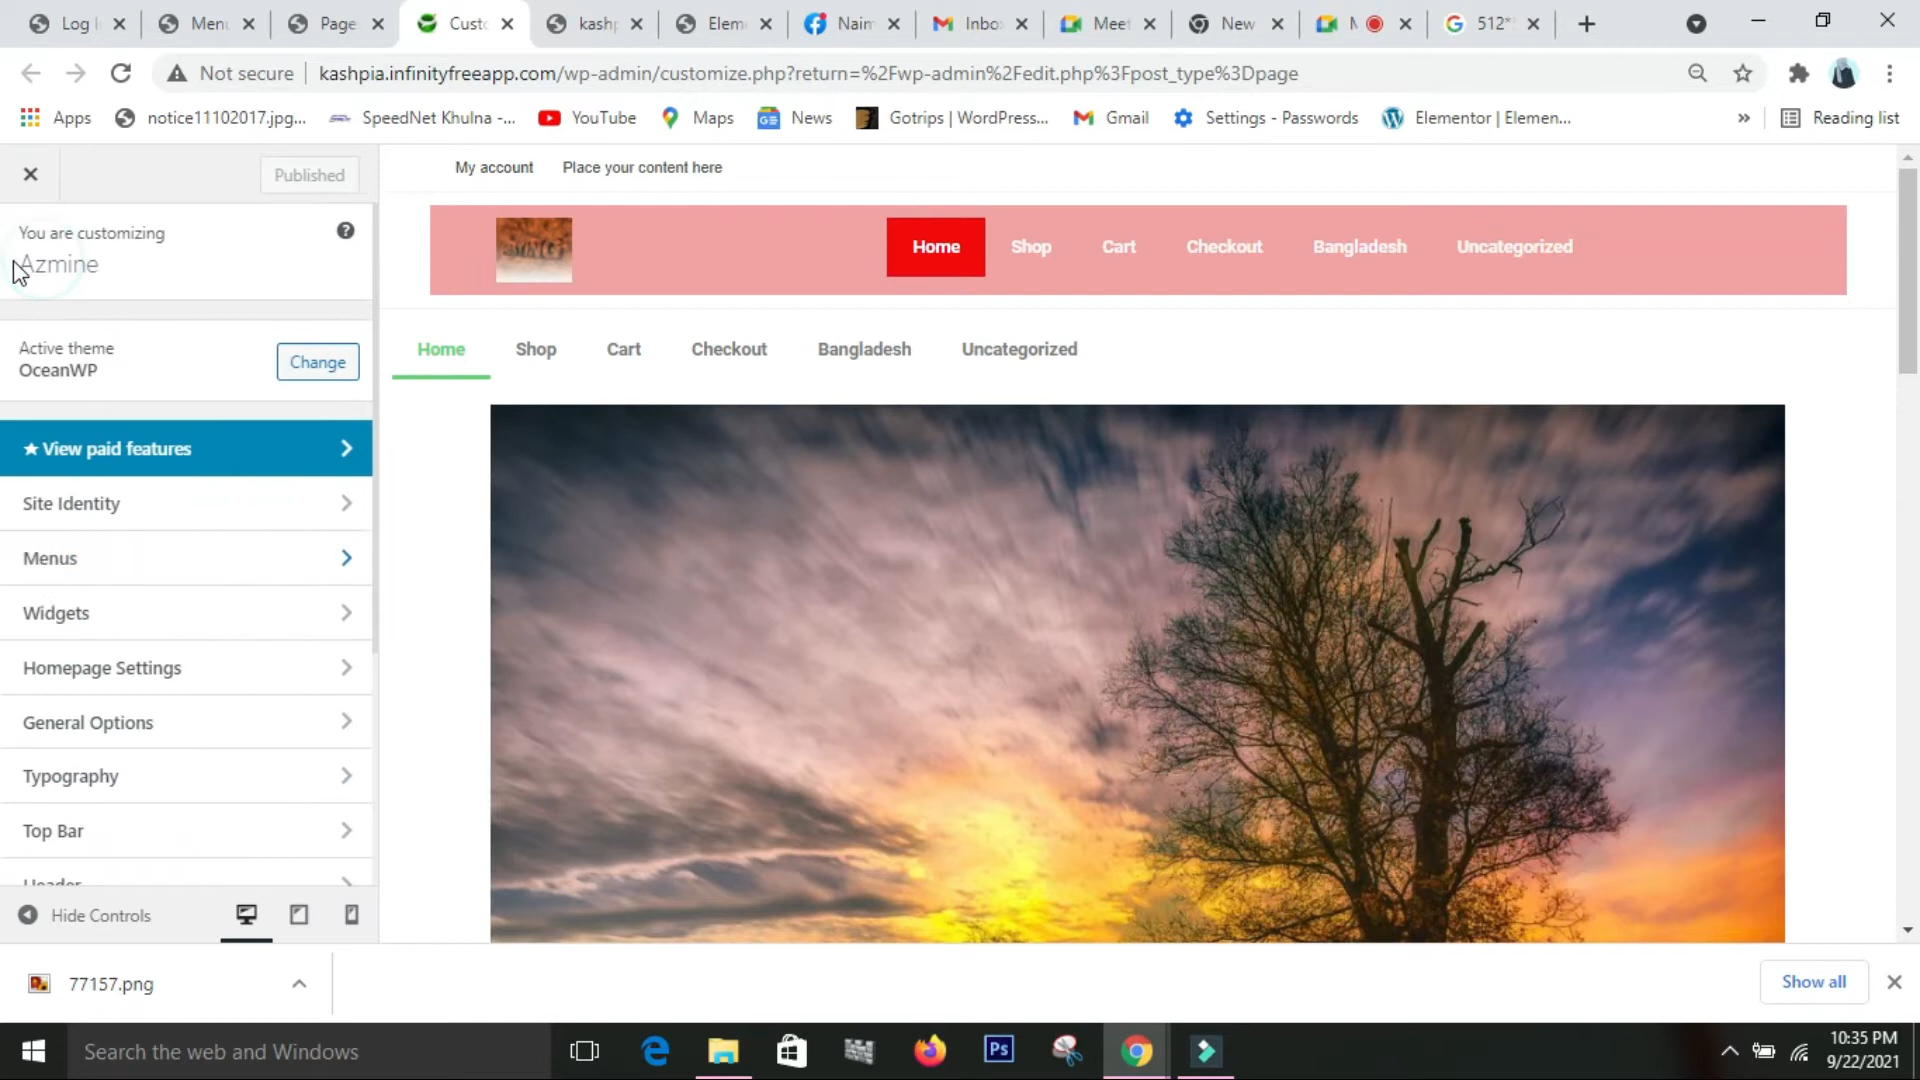 Log I
Menu
Page
Custo
kashp
Elem
Naim
Inbo
Meet
New
M
512*
Not secure
kashpia.infinityfreeapp.com/wp-admin/customize.php?return=%2Fwp-admin%2Fedit.php%3Fpost_type%3Dpage
Apps
notice11102017.jpg...
SpeedNet Khulna -...
YouTube
Maps
News
Gotrips | WordPress...
Gmail
Settings - Passwords
Elementor | Elemen...
»
Reading list
Published
You are customizing
Azmine
Active theme
OceanWP
Change
★ View paid features
Site Identity
Menus
Widgets
Homepage Settings
General Options
Typography
Top Bar
Header
Hide Controls
My account
Place your content here
Home
Shop
Cart
Checkout
Bangladesh
Uncategorized
Home
Shop
Cart
Checkout
Bangladesh
Uncategorized
77157.png
Show all
Search the web and Windows
Ps
10:35 PM
9/22/2021